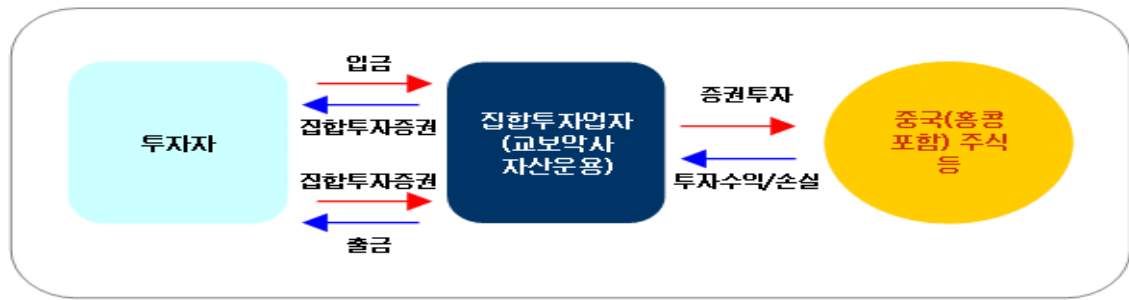 입금
집합투자증권
투자자
집합투자증권
출금
집합투자업자
(교보악사
자산운용)
증권투자
투자수익/손실
중국(홍콩
포함) 주식
등